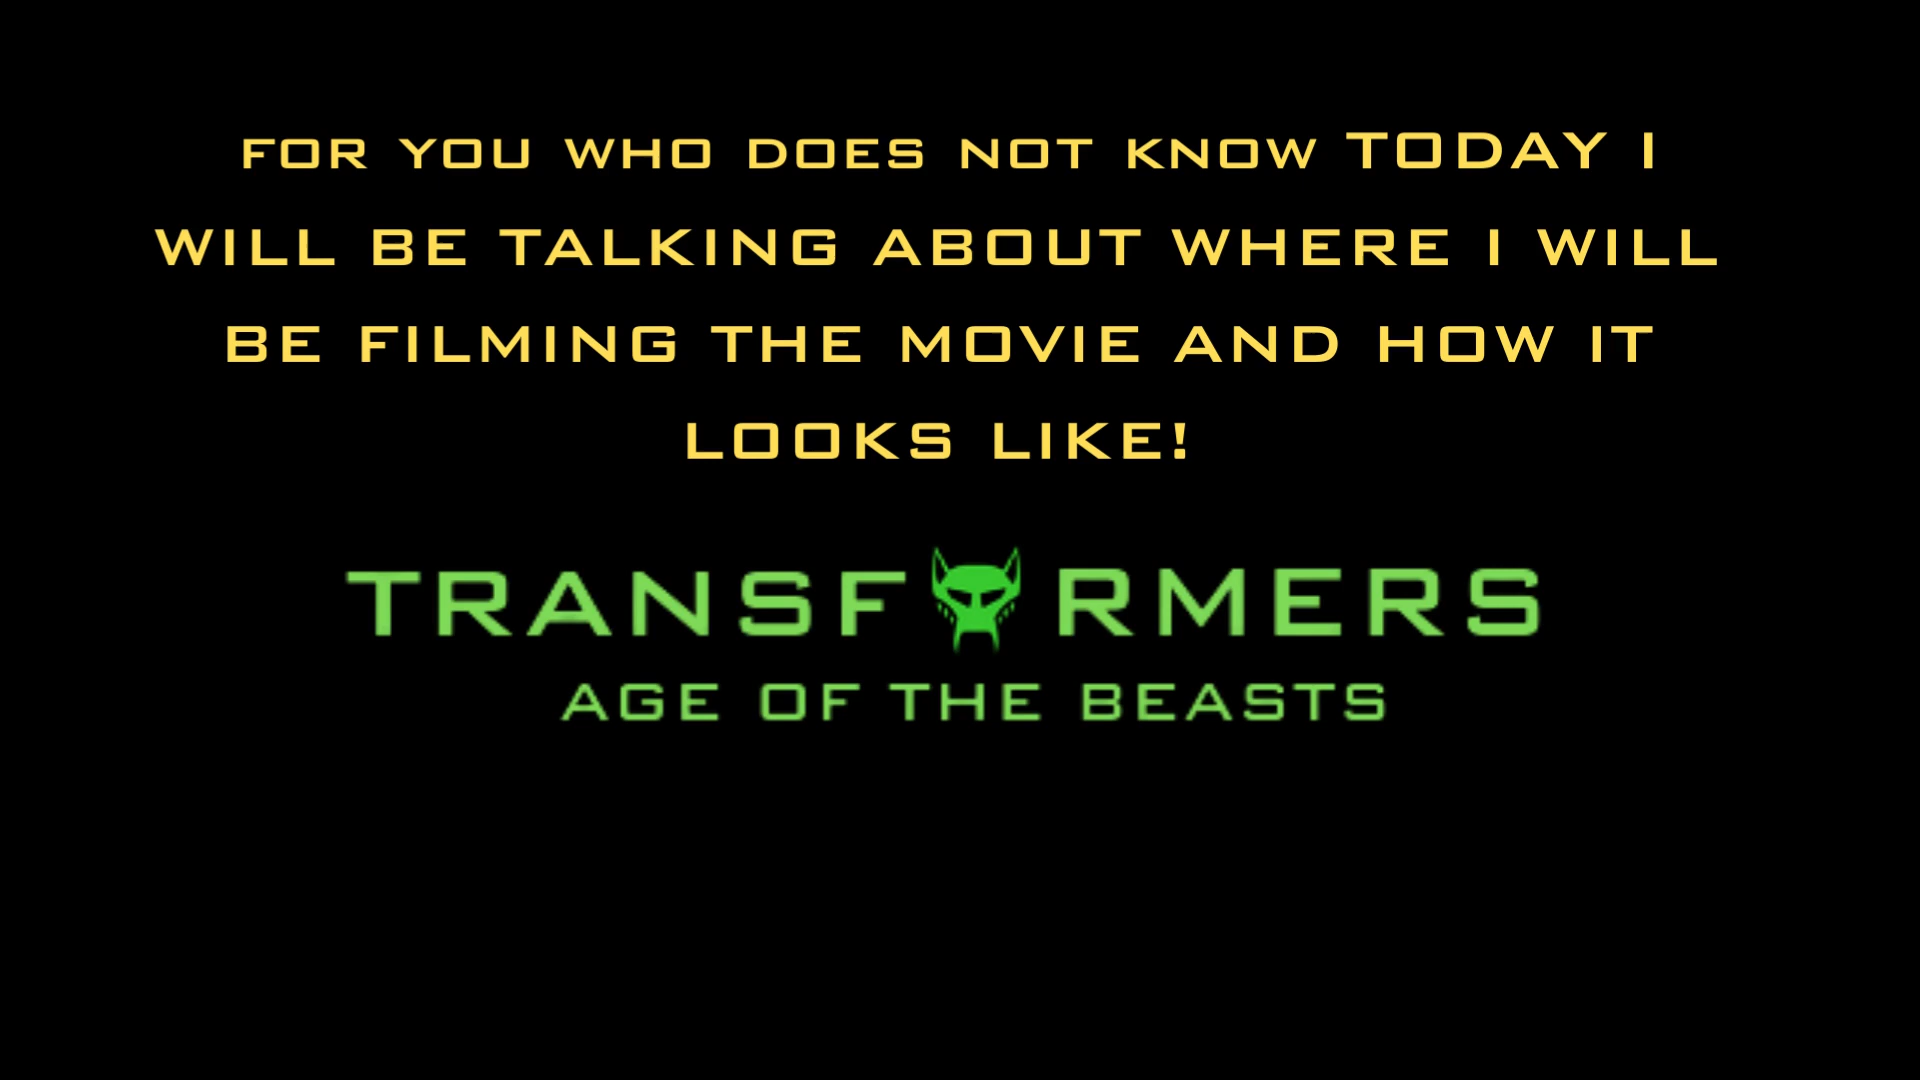 FOR YOU WHO DOES NOT KNOW TODAY I
WILL BE TALKING ABOUT WHERE I WILL
BE FILMING THE MOVIE AND HOW IT
LOOKS LIKE!
TRANSFORMERS
AGE OF THE BEASTS